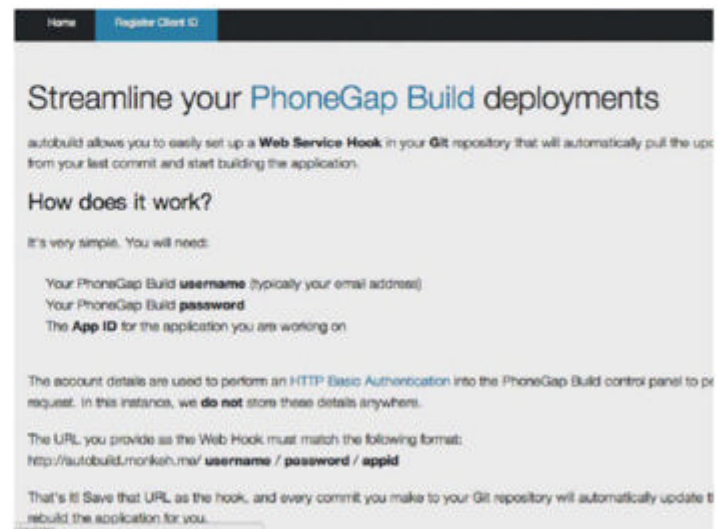 Home Register Client ID
Streamline your PhoneGap Build deployments
autobuild allows you to easily set up a Web Service Hook in your Git repository that will automatically pull the
from your last commit and start building the application.
How does it work?
It's very simple. You will need:
Your PhoneGap Build username (typically your email address)
Your PhoneGap Build password
The App ID for the application you are working on
The account details are used to perform an HTTP Basic Authentication into the PhoneGap Build control panel to
request. In this instance, we do not store these details anywhere.
The URL you provide as the Web Hook must match the following format:
http://autobuild.monkeh.me/ username / password / appid
That's it! Save that URL as the hook, and every commit you make to your Git repository will automatically update
rebuild the application for you.